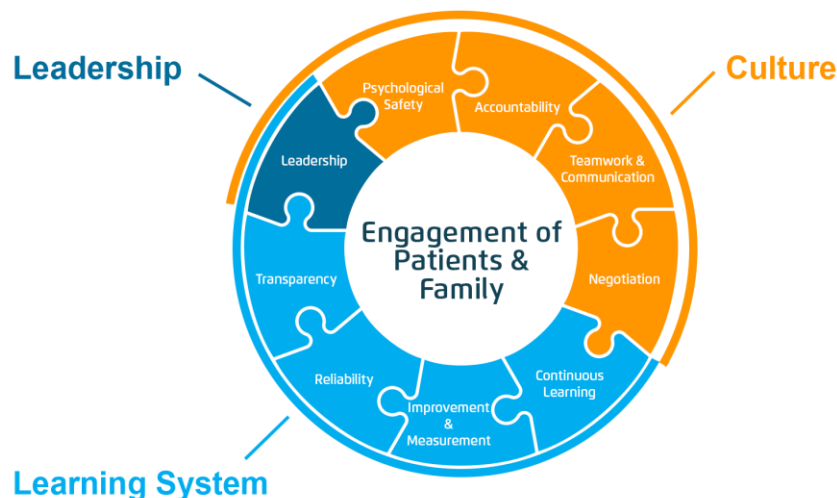 Leadership
Culture
Psychological
Safety
Accountability
Leadership
Teamwork &
Communication
Engagement of
Patients &
Family
Transparency
Negotiation
Reliability
Continuous
Learning
Improvement
&
Measurement
Learning System